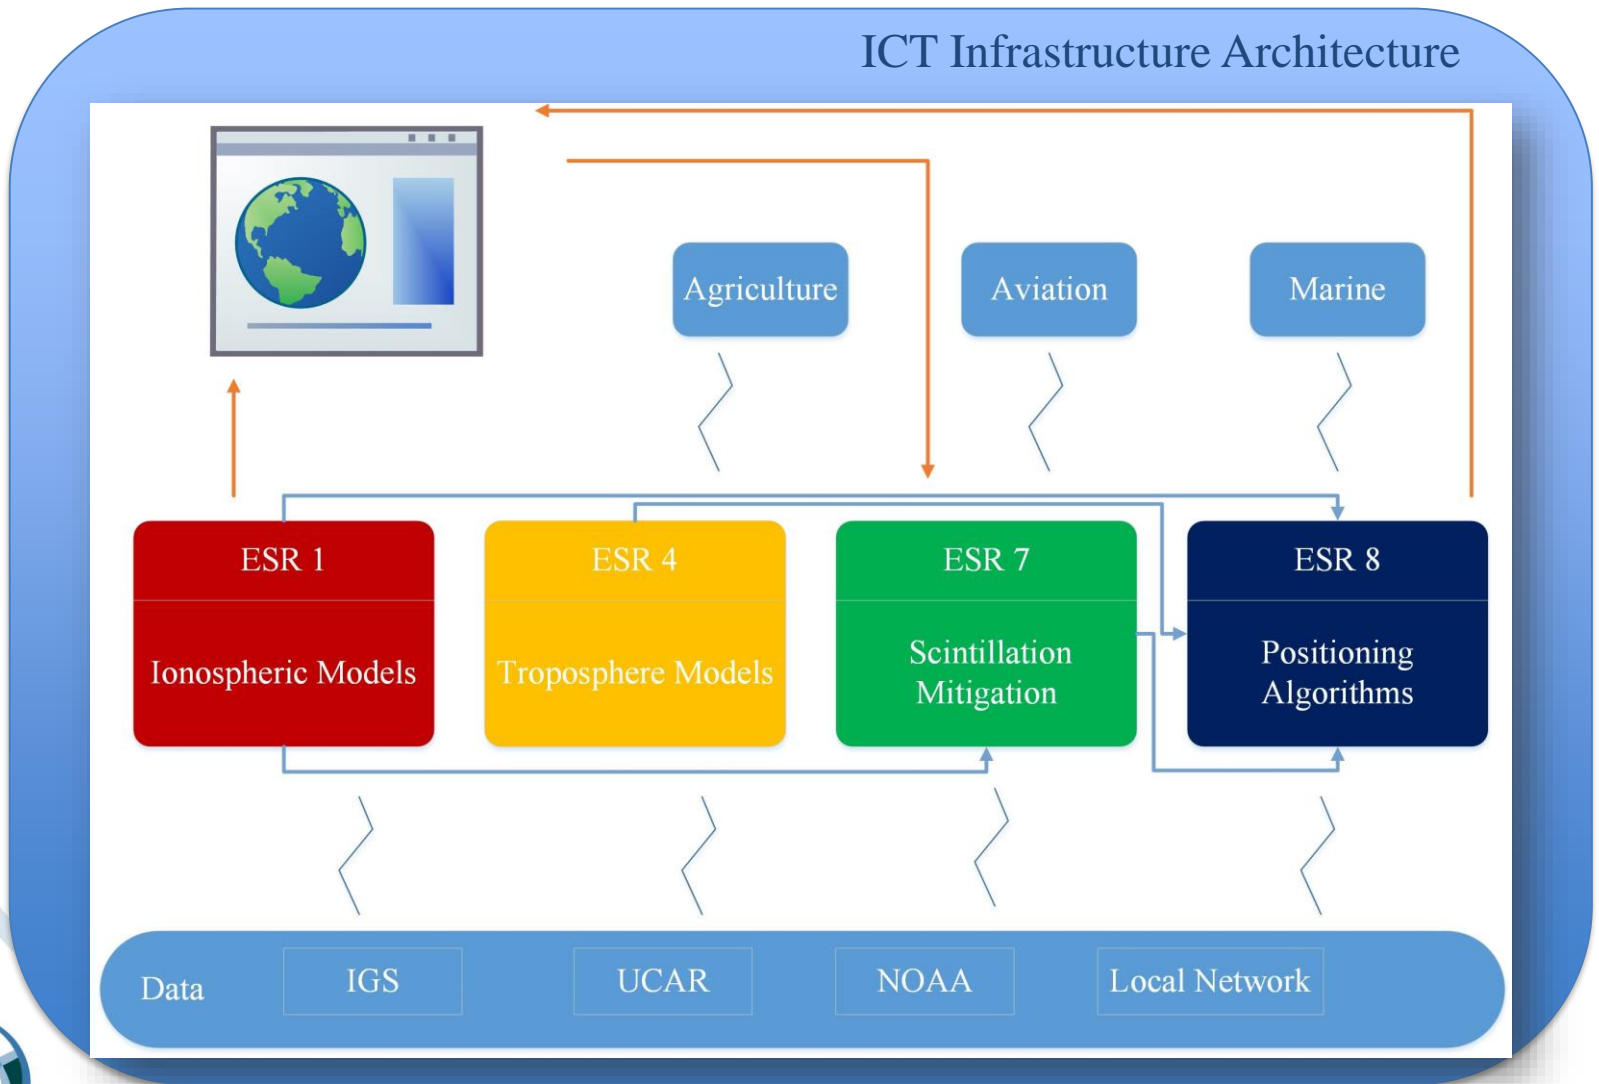 ICT Infrastructure Architecture
Agriculture
Aviation
Marine
ESR 1
Ionospheric Models
ESR 4
Troposphere Models
ESR 7
Scintillation
Mitigation
ESR 8
Positioning
Algorithms
Data
IGS
UCAR
NOAA
Local Network